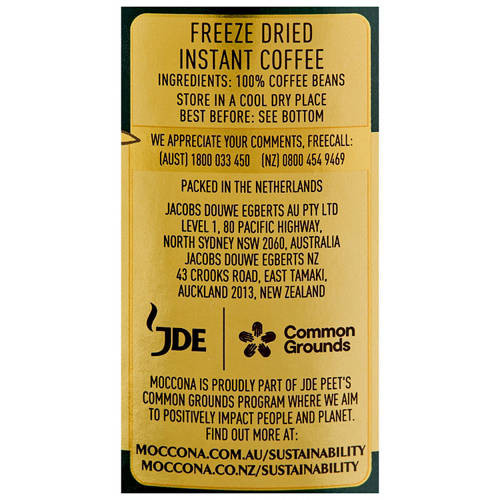 FREEZE DRIED
INSTANT COFFEE
INGREDIENTS: 100% COFFEE BEANS
STORE IN A COOL DRY PLACE
BEST BEFORE: SEE BOTTOM
WE APPRECIATE YOUR COMMENTS, FREECALL:
(AUST) 1800 033 450 (NZ) 0800 454 9469
PACKED IN THE NETHERLANDS
JACOBS DOUWE EGBERTS AU PTY LTD
LEVEL 1, 80 PACIFIC HIGHWAY,
NORTH SYDNEY NSW 2060, AUSTRALIA
JACOBS DOUWE EGBERTS NZ
43 CROOKS ROAD, EAST TAMAKI,
AUCKLAND 2013, NEW ZEALAND
JDE
Common
Grounds
MOCCONA IS PROUDLY PART OF JDE PEET'S
COMMON GROUNDS PROGRAM WHERE WE AIM
TO POSITIVELY IMPACT PEOPLE AND PLANET.
FIND OUT MORE AT:
MOCCONA.COM.AU/SUSTAINABILITY
MOCCONA.CO.NZ/SUSTAINABILITY